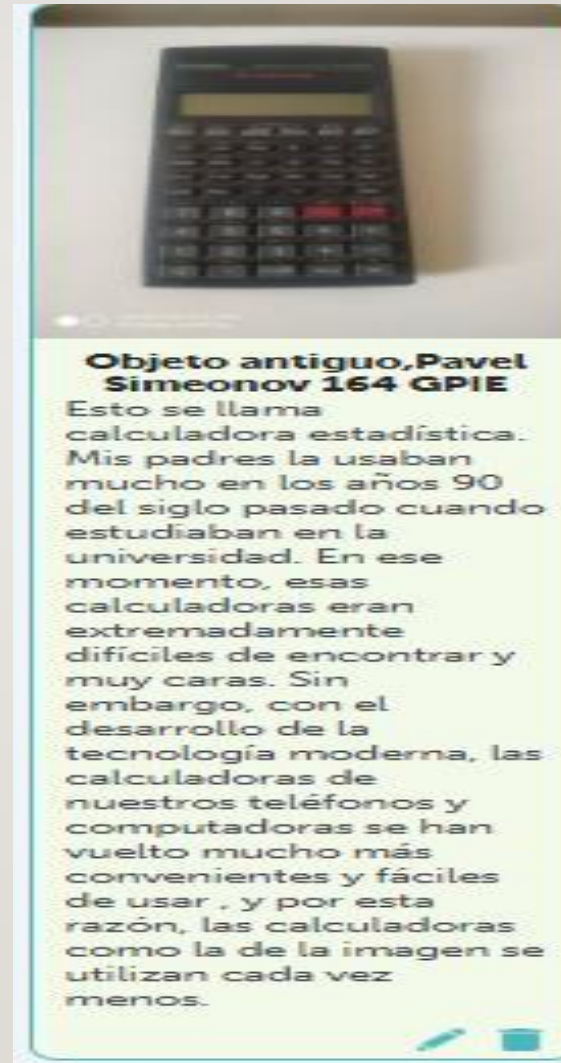 Objeto antiguo,Pavel
Simeonov 164 GPIE
Esto se llama
calculadora estadística.
Mis padres la usaban
mucho en los años 90
del siglo pasado cuando
estudiaban en la
universidad. En ese
momento, esas
calculadoras eran
extremadamente
difíciles de encontrar y
muy caras. Sin
embargo, con el
desarrollo de la
tecnología moderna, las
calculadoras de
nuestros teléfonos y
computadoras se han
vuelto mucho más
convenientes y fáciles
de usar , y por esta
razón, las calculadoras
como la de la imagen se
utilizan cada vez
menos.